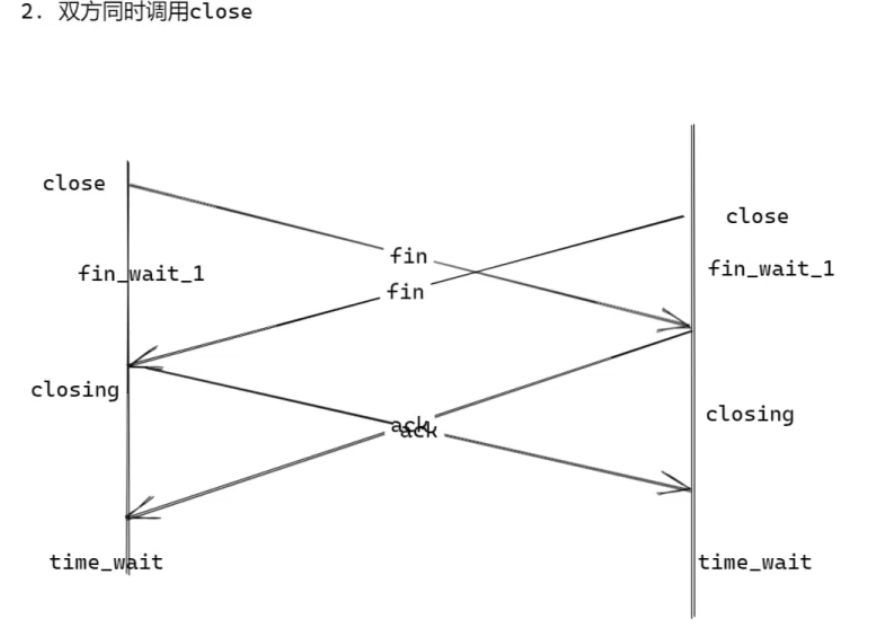 2. 双方同时调用close
close
close
fin
fin_wait_1
fin_wait_1
fin
closing
closing
ack
ack
time_wait
time_wait